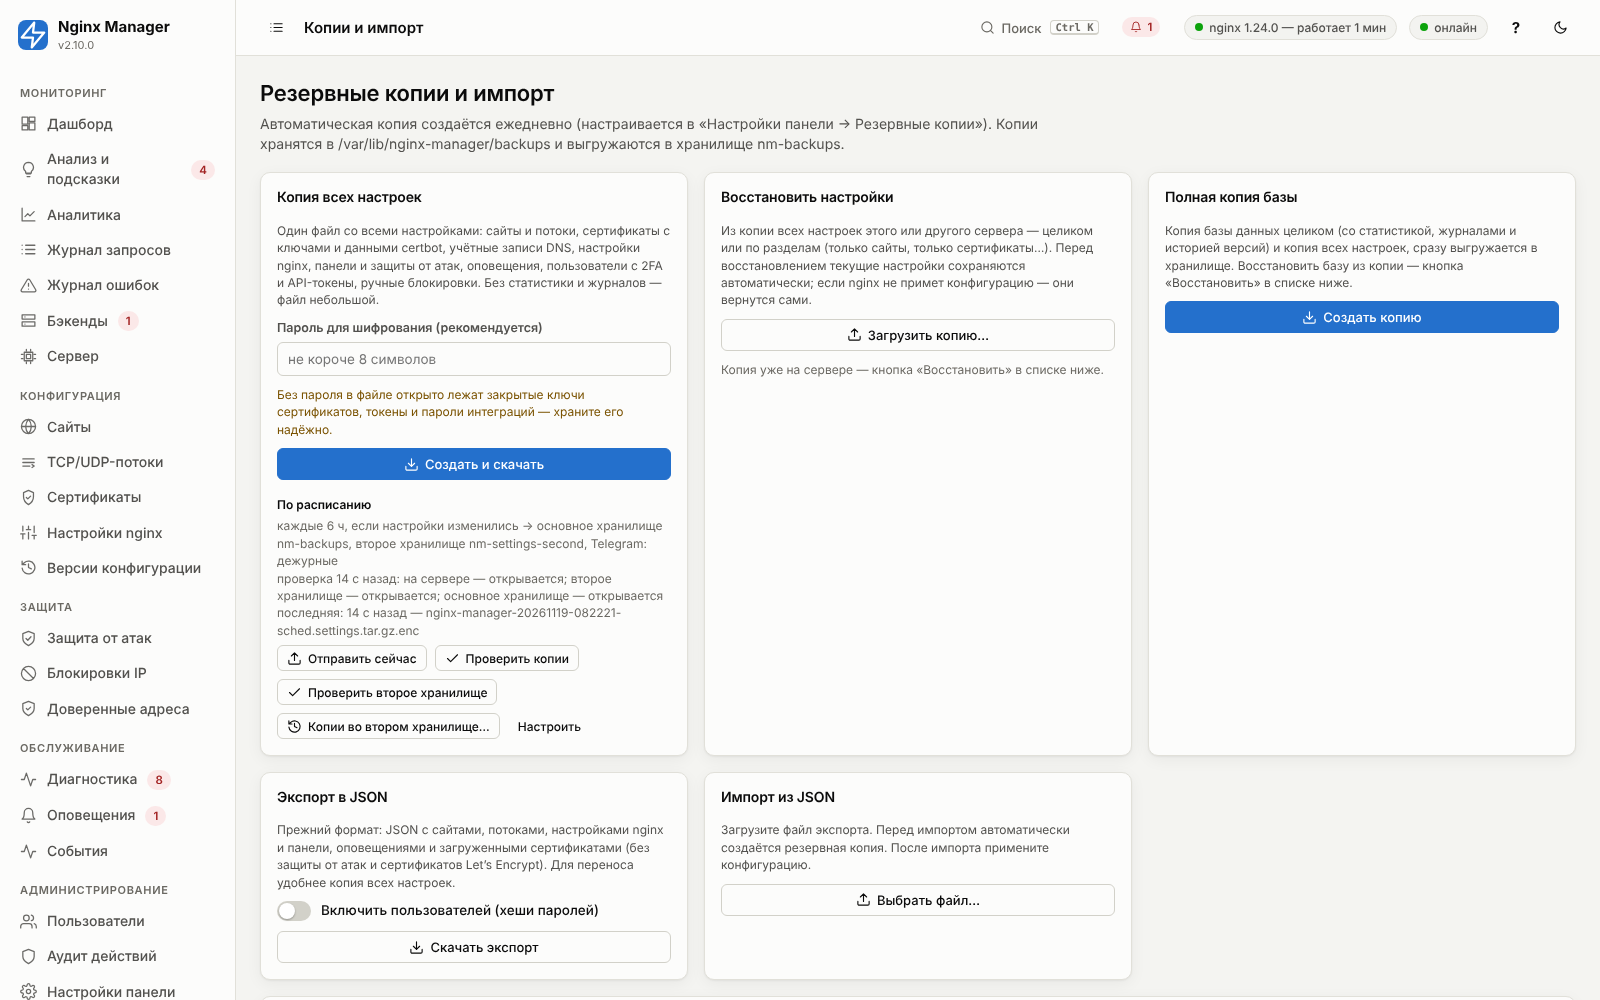 Nginx Manager
v2.10.0
МОНИТОРИНГ
Дашборд
Анализ и
подсказки
4
Аналитика
Журнал запросов
Журнал ошибок
Бэкенды 1
Сервер
КОНФИГУРАЦИЯ
Сайты
TCP/UDP-потоки
Сертификаты
Настройки nginx
Версии конфигурации
ЗАЩИТА
Защита от атак
Блокировки IP
Доверенные адреса
ОБСЛУЖИВАНИЕ
Диагностика 8
Оповещения 1
События
АДМИНИСТРИРОВАНИЕ
Пользователи
Аудит действий
Настройки панели
Копии и импорт
Поиск Ctrl K
1
nginx 1.24.0 — работает 1 мин
онлайн
?
Резервные копии и импорт
Автоматическая копия создаётся ежедневно (настраивается в «Настройки панели → Резервные копии»). Копии
хранятся в /var/lib/nginx-manager/backups и выгружаются в хранилище nm-backups.
Копия всех настроек
Один файл со всеми настройками: сайты и потоки, сертификаты с
ключами и данными certbot, учётные записи DNS, настройки
nginx, панели и защиты от атак, оповещения, пользователи с 2FA
и API-токены, ручные блокировки. Без статистики и журналов —
файл небольшой.
Пароль для шифрования (рекомендуется)
не короче 8 символов
Без пароля в файле открыто лежат закрытые ключи
сертификатов, токены и пароли интеграций — храните его
надёжно.
Создать и скачать
По расписанию
каждые 6 ч, если настройки изменились → основное хранилище
nm-backups, второе хранилище nm-settings-second, Telegram:
дежурные
проверка 14 с назад: на сервере — открывается; второе
хранилище — открывается; основное хранилище — открывается
последняя: 14 с назад — nginx-manager-20261119-082221-
sched.settings.tar.gz.enc
Отправить сейчас
Проверить копии
Проверить второе хранилище
Копии во втором хранилище…
Настроить
Восстановить настройки
Из копии всех настроек этого или другого сервера — целиком
или по разделам (только сайты, только сертификаты…). Перед
восстановлением текущие настройки сохраняются
автоматически; если nginx не примет конфигурацию — они
вернутся сами.
Загрузить копию…
Копия уже на сервере — кнопка «Восстановить» в списке ниже.
Полная копия базы
Копия базы данных целиком (со статистикой, журналами и
историей версий) и копия всех настроек, сразу выгружается в
хранилище. Восстановить базу из копии — кнопка
«Восстановить» в списке ниже.
Создать копию
Экспорт в JSON
Прежний формат: JSON с сайтами, потоками, настройками nginx
и панели, оповещениями и загруженными сертификатами (без
защиты от атак и сертификатов Let's Encrypt). Для переноса
удобнее копия всех настроек.
Включить пользователей (хеши паролей)
Скачать экспорт
Импорт из JSON
Загрузите файл экспорта. Перед импортом автоматически
создаётся резервная копия. После импорта примените
конфигурацию.
Выбрать файл…